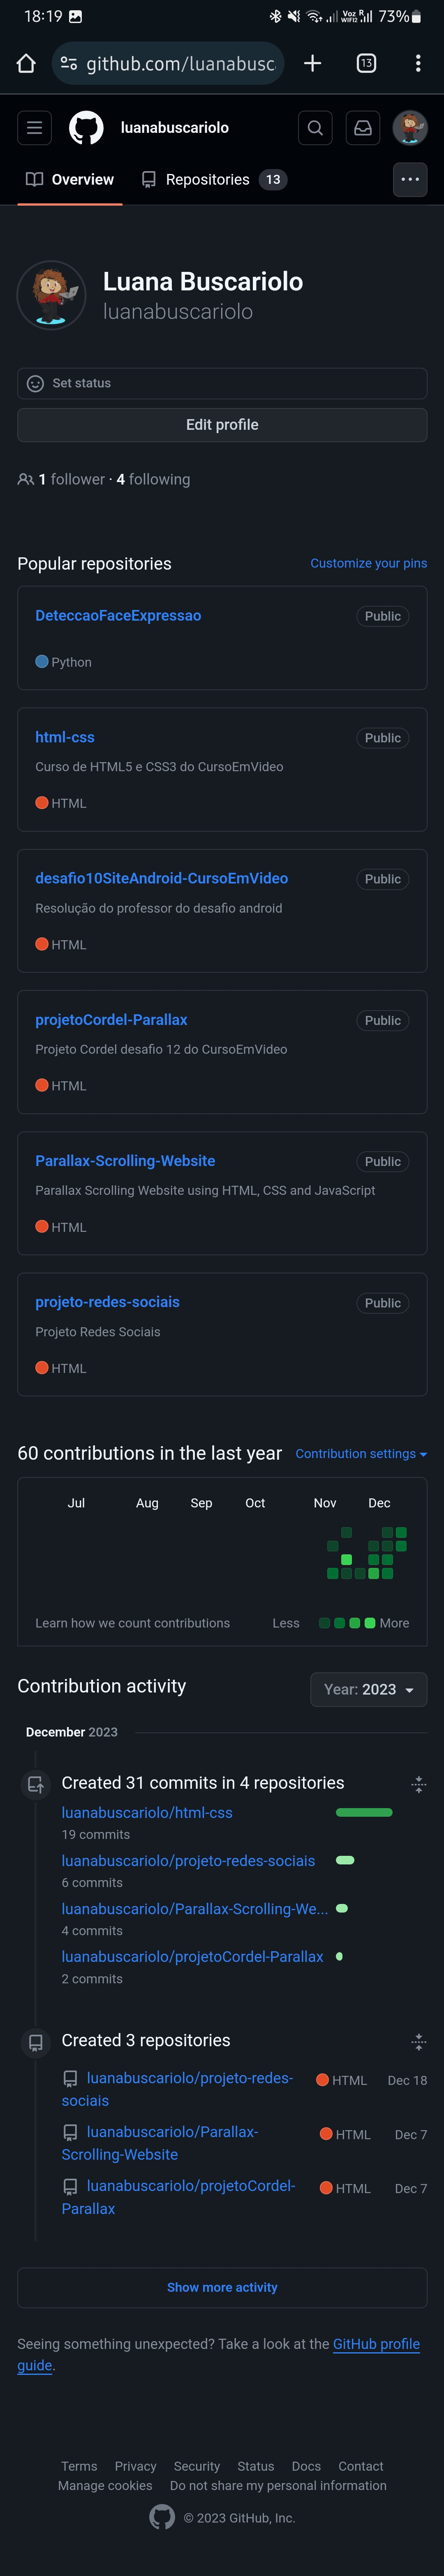 18:19
Voz WiFi2 R 73%
github.com/luanabusc
13
luanabuscariolo
Overview Repositories 13
Luana Buscariolo
luanabuscariolo
Set status
Edit profile
1 follower · 4 following
Popular repositories Customize your pins
DeteccaoFaceExpressao Public
Python
html-css Public
Curso de HTML5 e CSS3 do CursoEmVideo
HTML
desafio10SiteAndroid-CursoEmVideo Public
Resolução do professor do desafio android
HTML
projetoCordel-Parallax Public
Projeto Cordel desafio 12 do CursoEmVideo
HTML
Parallax-Scrolling-Website Public
Parallax Scrolling Website using HTML, CSS and JavaScript
HTML
projeto-redes-sociais Public
Projeto Redes Sociais
HTML
60 contributions in the last year Contribution settings
Jul Aug Sep Oct Nov Dec
Learn how we count contributions Less More
Contribution activity Year: 2023
December 2023
Created 31 commits in 4 repositories
luanabuscariolo/html-css
19 commits
luanabuscariolo/projeto-redes-sociais
6 commits
luanabuscariolo/Parallax-Scrolling-We...
4 commits
luanabuscariolo/projetoCordel-Parallax
2 commits
Created 3 repositories
luanabuscariolo/projeto-redes- HTML Dec 18
sociais
luanabuscariolo/Parallax- HTML Dec 7
Scrolling-Website
luanabuscariolo/projetoCordel- HTML Dec 7
Parallax
Show more activity
Seeing something unexpected? Take a look at the GitHub profile
guide.
Terms Privacy Security Status Docs Contact
Manage cookies Do not share my personal information
© 2023 GitHub, Inc.